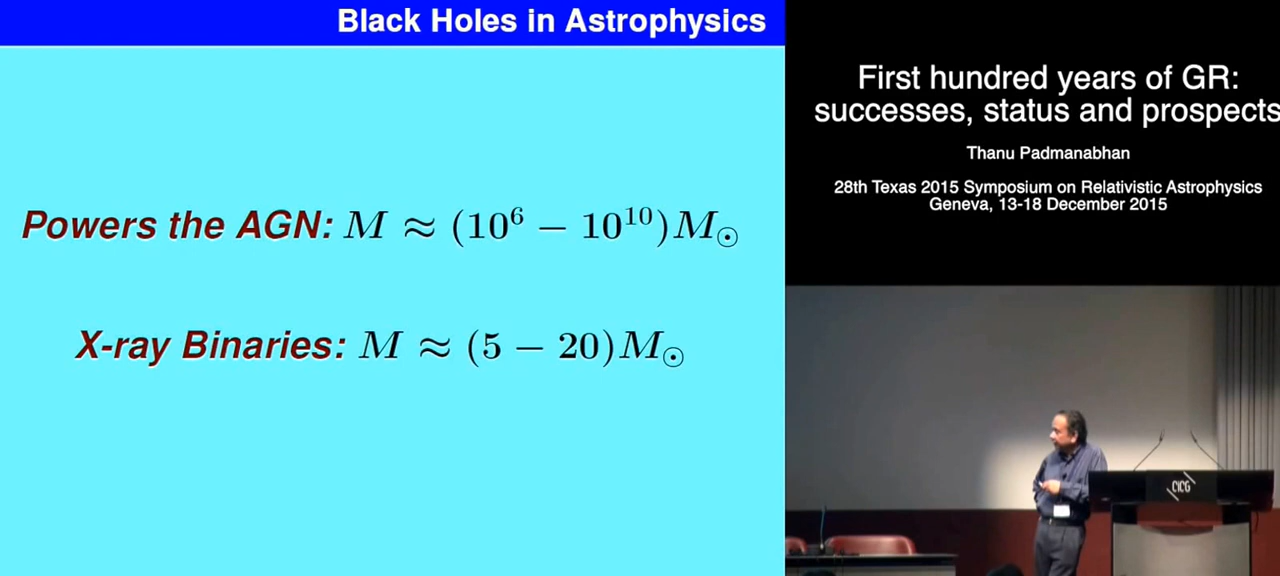 Black Holes in Astrophysics
Powers the AGN: M ≈ (10⁶ − 10¹⁰)M⊙
X-ray Binaries: M ≈ (5 − 20)M⊙
First hundred years of GR:
successes, status and prospects
Thanu Padmanabhan
28th Texas 2015 Symposium on Relativistic Astrophysics
Geneva, 13-18 December 2015
CICG